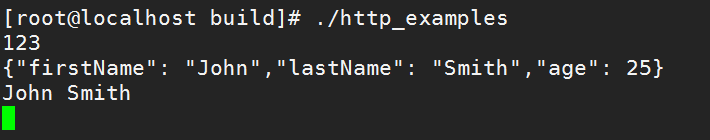 [root@localhost build]# ./http_examples
123
{"firstName": "John","lastName": "Smith","age": 25}
John Smith